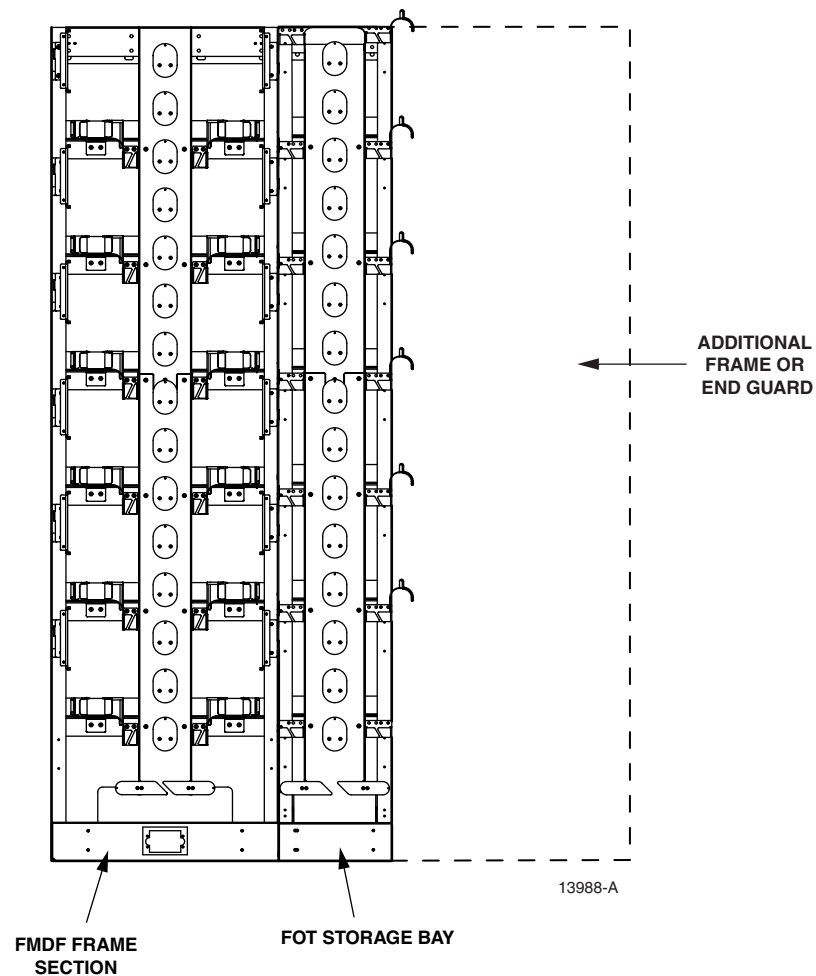 ADDITIONAL
FRAME OR
END GUARD
13988-A
FMDF FRAME
SECTION
FOT STORAGE BAY